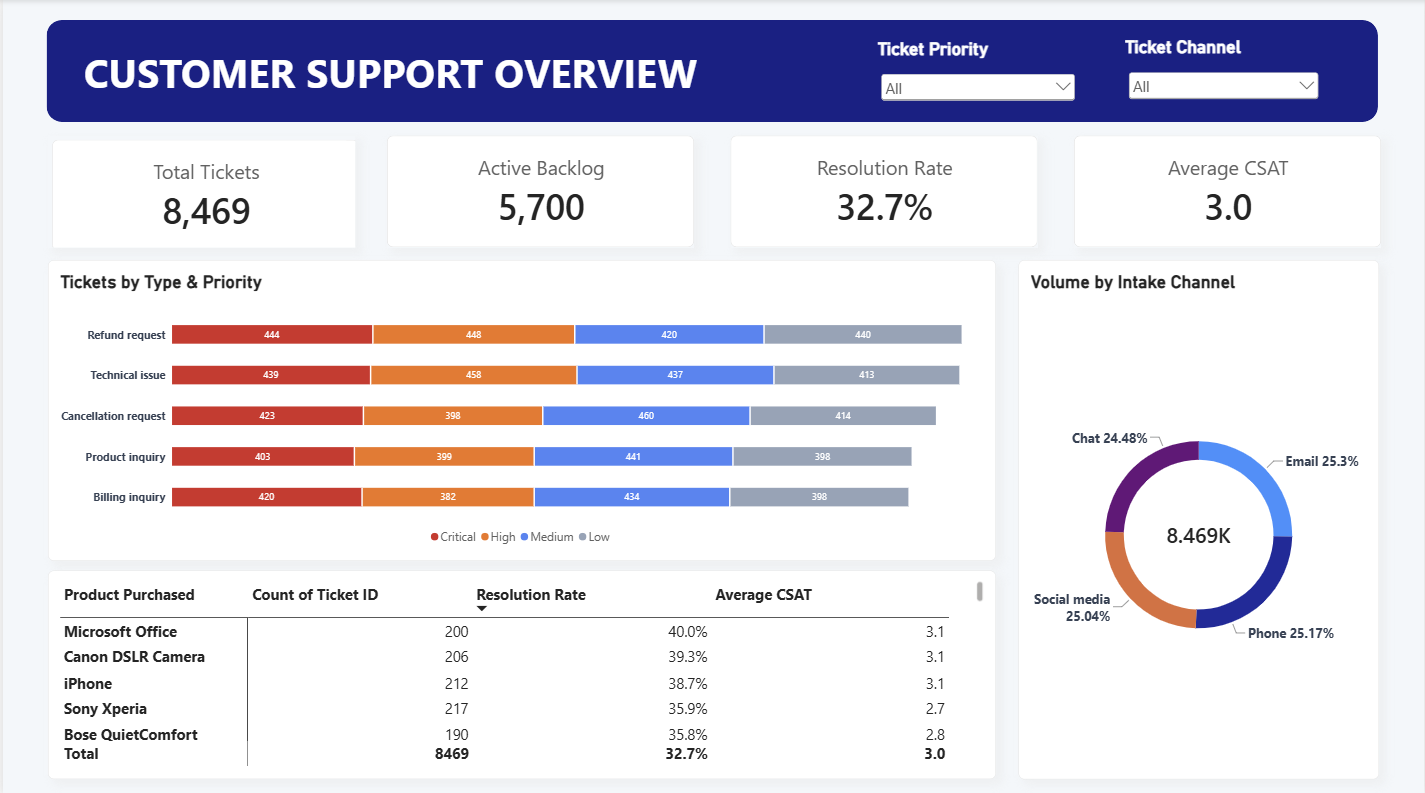 CUSTOMER SUPPORT OVERVIEW
Ticket Priority
All
Ticket Channel
All
Total Tickets
8,469
Active Backlog
5,700
Resolution Rate
32.7%
Average CSAT
3.0
Tickets by Type & Priority
Refund request 444 448 420 440
Technical issue 439 458 437 413
Cancellation request 423 398 460 414
Product inquiry 403 399 441 398
Billing inquiry 420 382 434 398
Critical High Medium Low
Volume by Intake Channel
Chat 24.48%
Email 25.3%
8.469K
Social media
25.04%
Phone 25.17%
Product Purchased Count of Ticket ID Resolution Rate Average CSAT
Microsoft Office 200 40.0% 3.1
Canon DSLR Camera 206 39.3% 3.1
iPhone 212 38.7% 3.1
Sony Xperia 217 35.9% 2.7
Bose QuietComfort 190 35.8% 2.8
Total 8469 32.7% 3.0